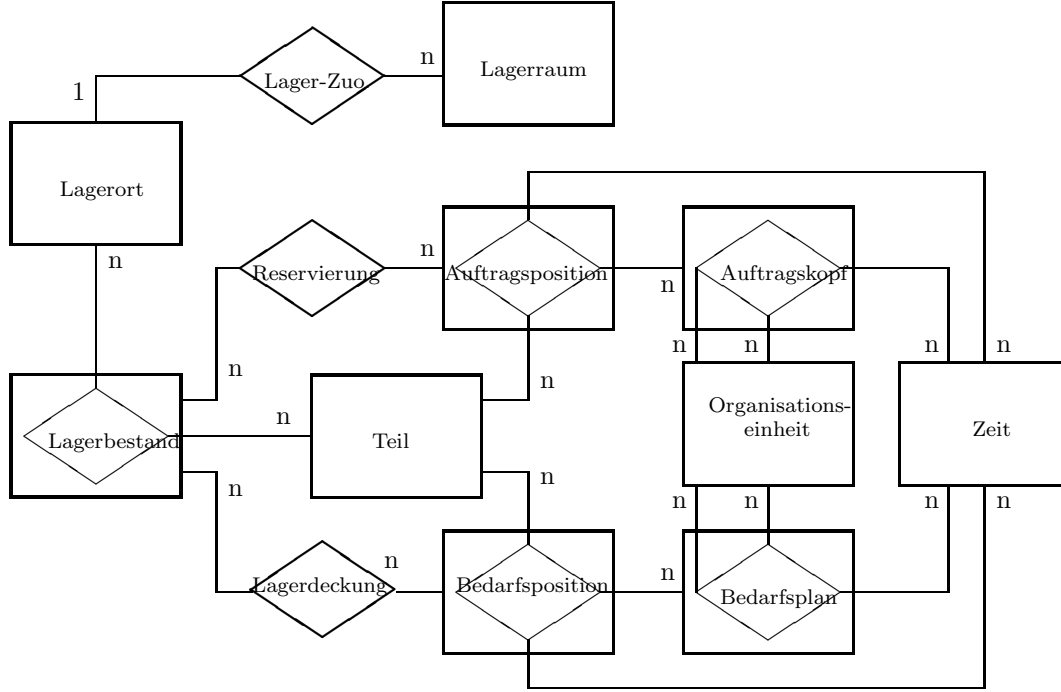 Lagerraum
n
Lager-Zuo
1
Lagerort
n
n
Reservierung
Auftragsposition
Auftragskopf
n
n
n
n
n
n
n
Organisations-
einheit
n
Lagerbestand
Teil
Zeit
n
n
n
n
n
n
n
n
Lagerdeckung
Bedarfsposition
Bedarfsplan